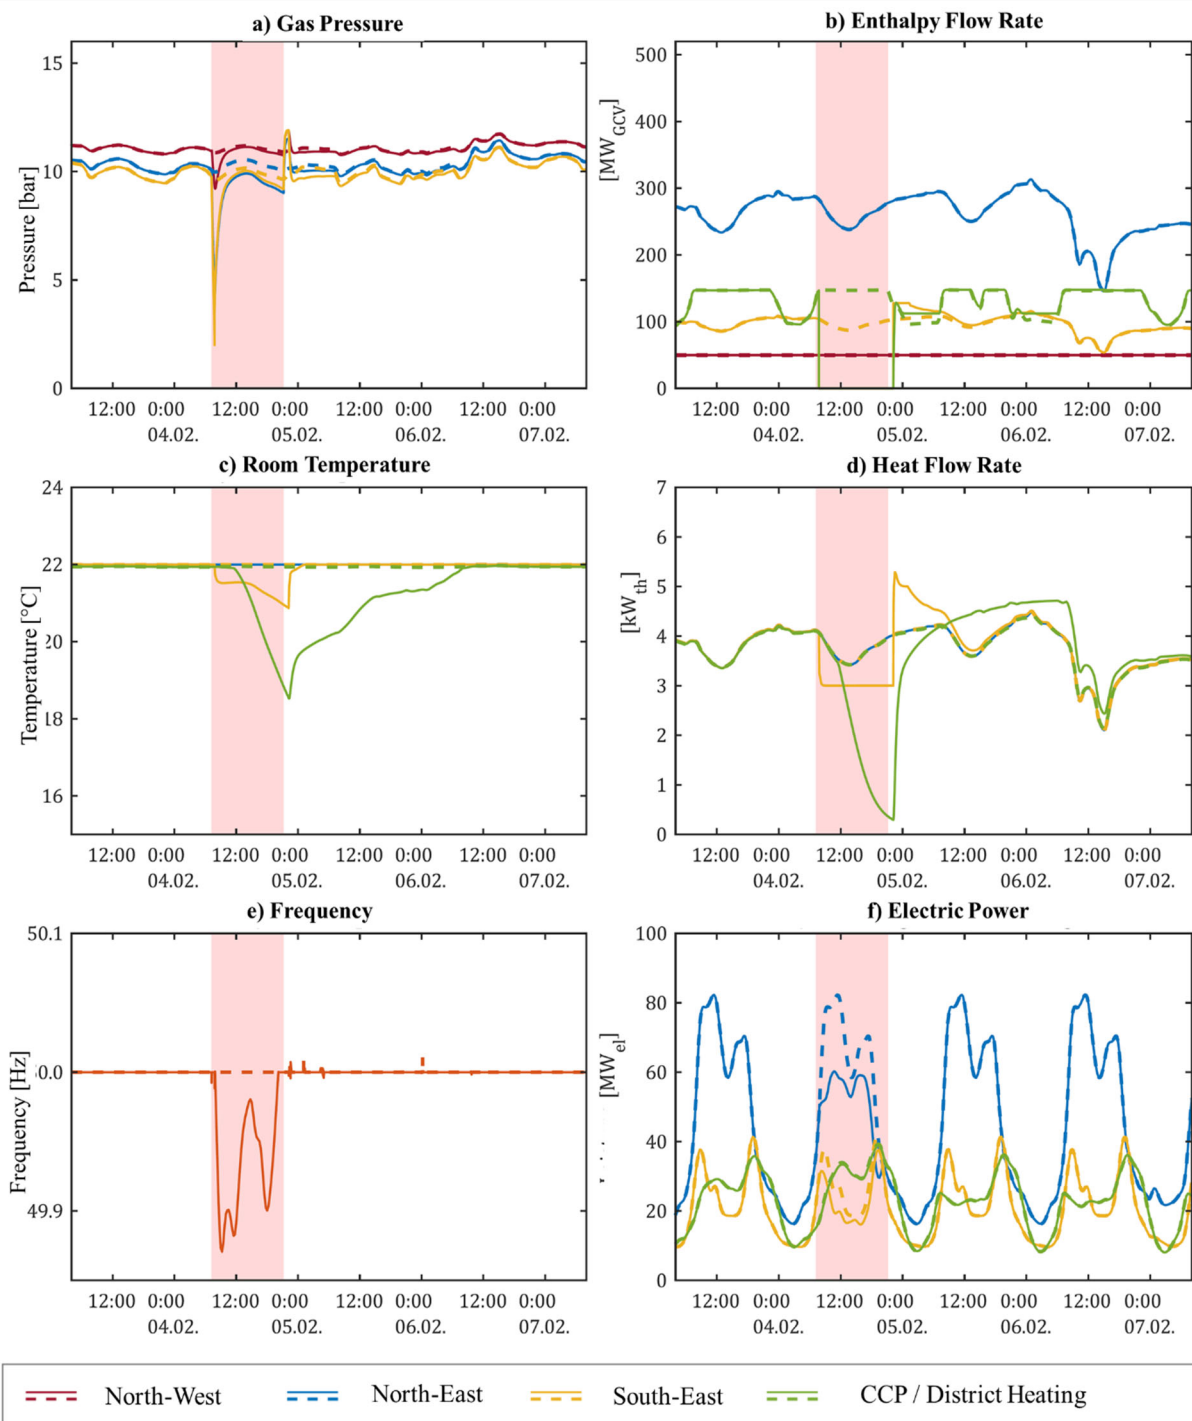 a) Gas Pressure
b) Enthalpy Flow Rate
15
10
5
0
Pressure [bar]
12:00 0:00 12:00 0:00 12:00 0:00 12:00 0:00
04.02. 05.02. 06.02. 07.02.
500
400
300
200
100
0
[MW_GCV]
12:00 0:00 12:00 0:00 12:00 0:00 12:00 0:00
04.02. 05.02. 06.02. 07.02.
c) Room Temperature
d) Heat Flow Rate
24
22
20
18
16
Temperature [°C]
12:00 0:00 12:00 0:00 12:00 0:00 12:00 0:00
04.02. 05.02. 06.02. 07.02.
7
6
5
4
3
2
1
0
[kW_th]
12:00 0:00 12:00 0:00 12:00 0:00 12:00 0:00
04.02. 05.02. 06.02. 07.02.
e) Frequency
f) Electric Power
50.1
0.0
49.9
Frequency [Hz]
12:00 0:00 12:00 0:00 12:00 0:00 12:00 0:00
04.02. 05.02. 06.02. 07.02.
100
80
60
40
20
0
[MW_el]
12:00 0:00 12:00 0:00 12:00 0:00 12:00 0:00
04.02. 05.02. 06.02. 07.02.
North-West North-East South-East CCP / District Heating